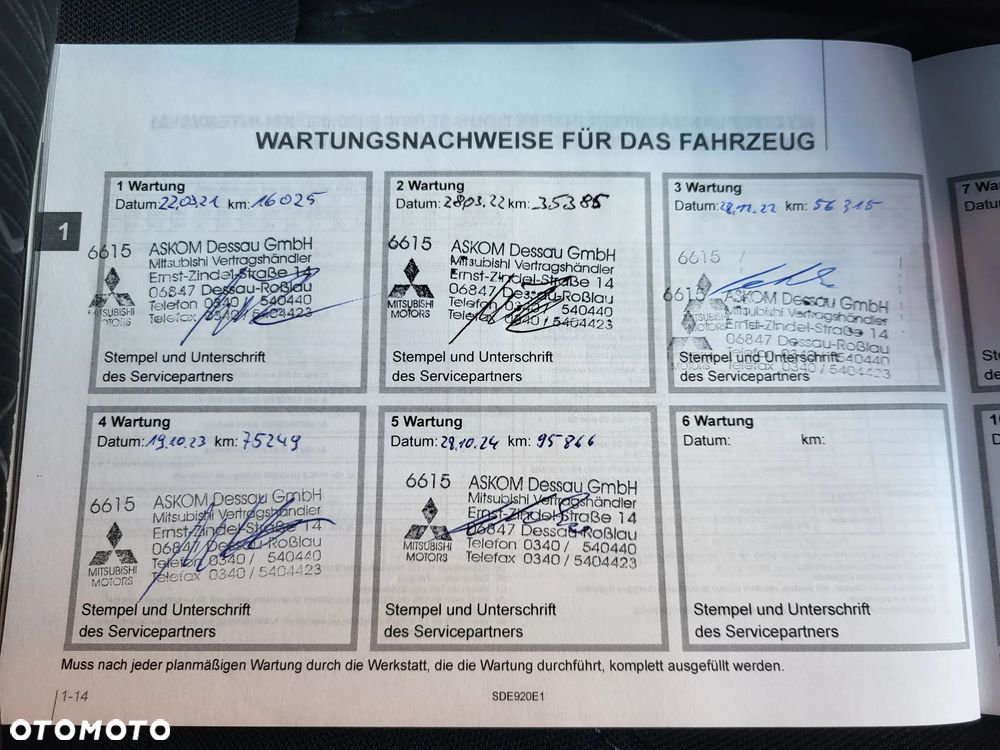 WARTUNGSNACHWEISE FÜR DAS FAHRZEUG
1
1 Wartung
Datum: 22.03.21 km: 16025
6615 ASKOM Dessau GmbH
Mitsubishi Vertragshändler
Ernst-Zindel-Straße 14
06847 Dessau-Roßlau
Telefon 0340 / 540440
Telefax 0340 / 5404423
MITSUBISHI
MOTORS
Stempel und Unterschrift
des Servicepartners
2 Wartung
Datum: 28.03.22 km: 35385
6615 ASKOM Dessau GmbH
Mitsubishi Vertragshändler
Ernst-Zindel-Straße 14
06847 Dessau-Roßlau
Telefon 0340 / 540440
Telefax 0340 / 5404423
MITSUBISHI
MOTORS
Stempel und Unterschrift
des Servicepartners
3 Wartung
Datum: 12.22 km: 56315
6615 /
6615 ASKOM Dessau GmbH
Mitsubishi Vertragshändler
Ernst-Zindel-Straße 14
06847 Dessau-Roßlau
Telefon 0340 / 540440
Telefax 0340 / 5404423
MITSUBISHI
MOTORS
Stempel und Unterschrift
des Servicepartners
4 Wartung
Datum: 19.10.23 km: 75249
6615 ASKOM Dessau GmbH
Mitsubishi Vertragshändler
Ernst-Zindel-Straße 14
06847 Dessau-Roßlau
Telefon 0340 / 540440
Telefax 0340 / 5404423
MITSUBISHI
MOTORS
Stempel und Unterschrift
des Servicepartners
5 Wartung
Datum: 29.10.24 km: 95866
6615 ASKOM Dessau GmbH
Mitsubishi Vertragshändler
Ernst-Zindel-Straße 14
06847 Dessau-Roßlau
Telefon 0340 / 540440
Telefax 0340 / 5404423
MITSUBISHI
MOTORS
Stempel und Unterschrift
des Servicepartners
6 Wartung
Datum: km:
Stempel und Unterschrift
des Servicepartners
7 Wa
Datu
Ste
de
1
D
Muss nach jeder planmäßigen Wartung durch die Werkstatt, die die Wartung durchführt, komplett ausgefüllt werden.
1-14
SDE920E1
OTOMOTO